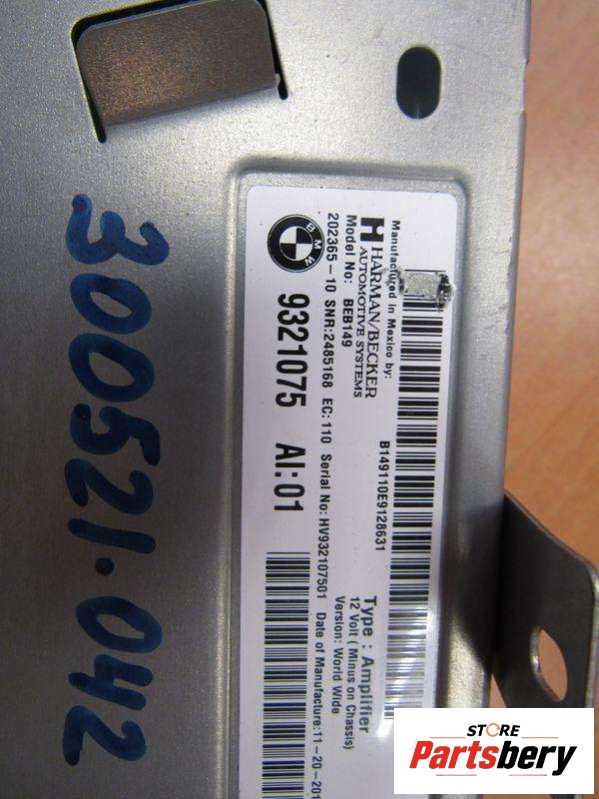 Manufactured in Mexico by:
HARMAN/BECKER
AUTOMOTIVE SYSTEMS
Model No: BEB149
202365-10 SNR:2485168 EC:110 Serial No:HV932107501 Date of Manufacture:11-20-201
BMW
9321075 AI:01
B149110E9128631
Type : Amplifier
12 Volt ( Minus on Chassis)
Version: World Wide
300521.042
STORE
Partsbery